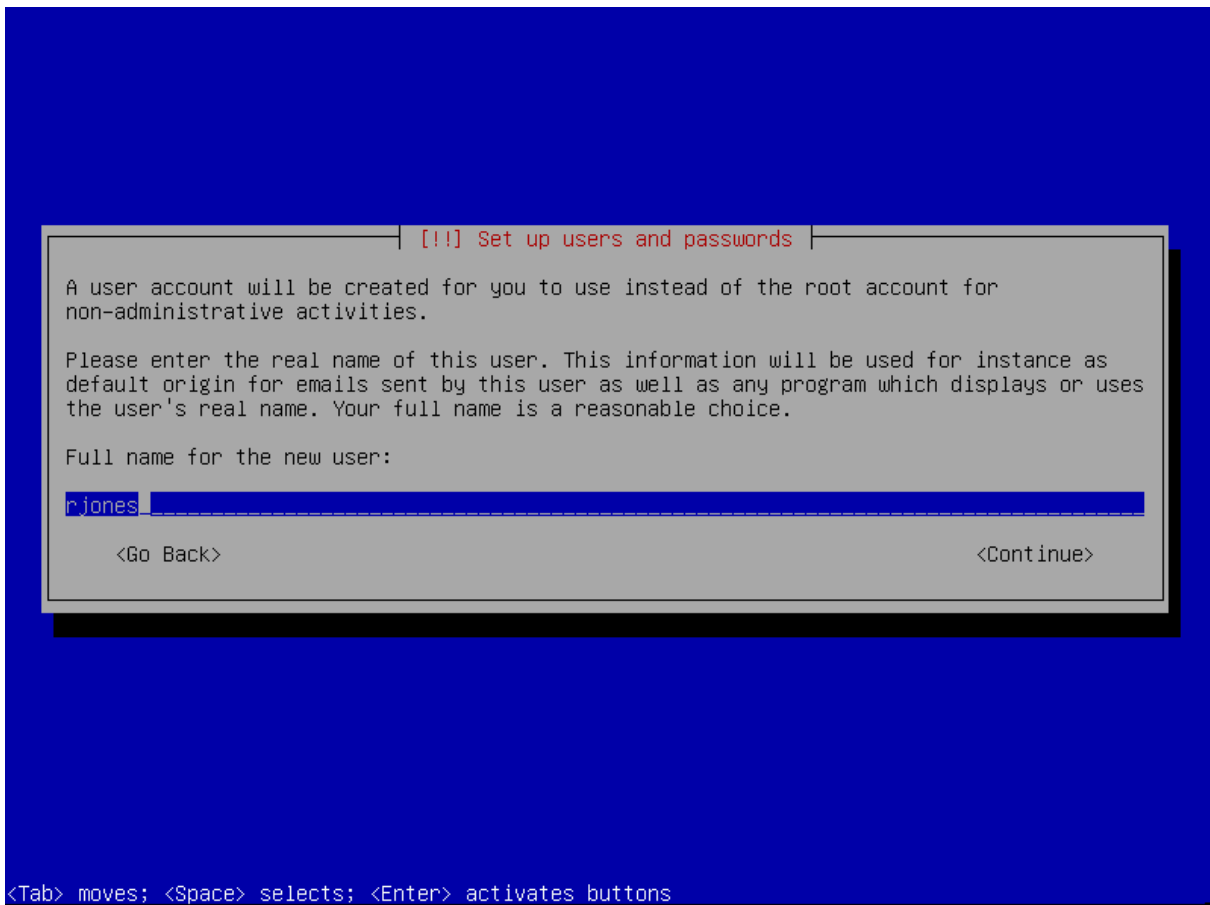 [!!] Set up users and passwords
A user account will be created for you to use instead of the root account for
non-administrative activities.
Please enter the real name of this user. This information will be used for instance as
default origin for emails sent by this user as well as any program which displays or uses
the user's real name. Your full name is a reasonable choice.
Full name for the new user:
rjones
<Go Back> <Continue>
<Tab> moves; <Space> selects; <Enter> activates buttons